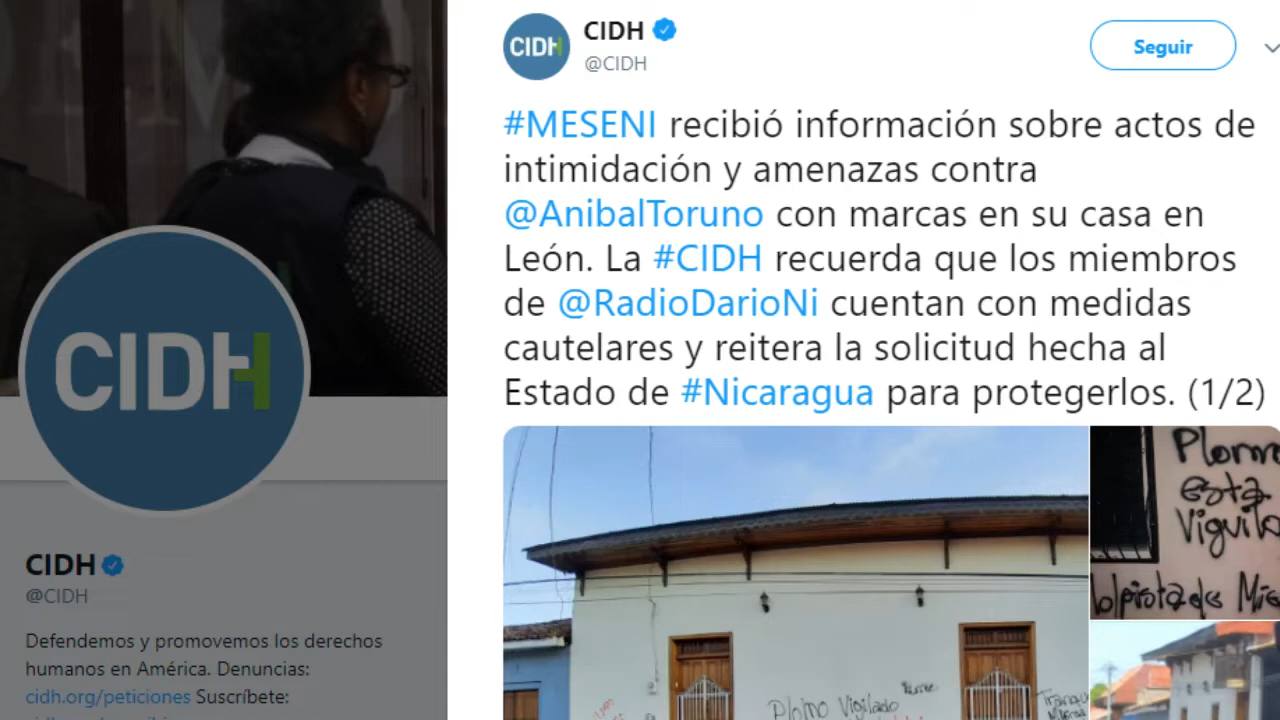 CIDH
CIDH
@CIDH
Defendemos y promovemos los derechos
humanos en América. Denuncias:
cidh.org/peticiones Suscríbete:
CIDH
CIDH
@CIDH
Seguir
#MESENI recibió información sobre actos de
intimidación y amenazas contra
@AnibalToruno con marcas en su casa en
León. La #CIDH recuerda que los miembros
de @RadioDarioNi cuentan con medidas
cautelares y reitera la solicitud hecha al
Estado de #Nicaragua para protegerlos. (1/2)
Plomo Vigilado
esta